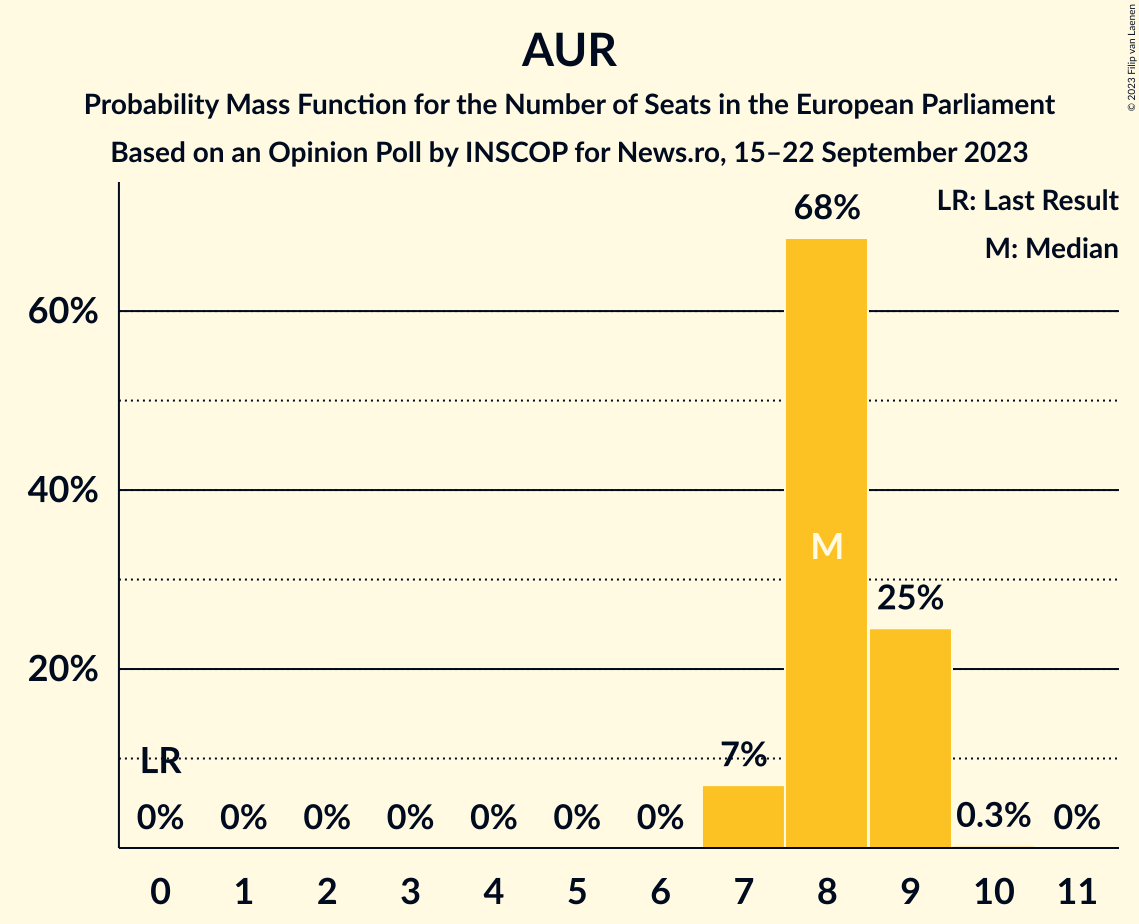 AUR
Probability Mass Function for the Number of Seats in the European Parliament
Based on an Opinion Poll by INSCOP for News.ro, 15–22 September 2023
© 2023 Filip van Laenen
LR: Last Result
M: Median
68%
60%
40%
M
25%
20%
LR
7%
0% 0% 0% 0% 0% 0% 0% 0.3% 0%
0 1 2 3 4 5 6 7 8 9 10 11